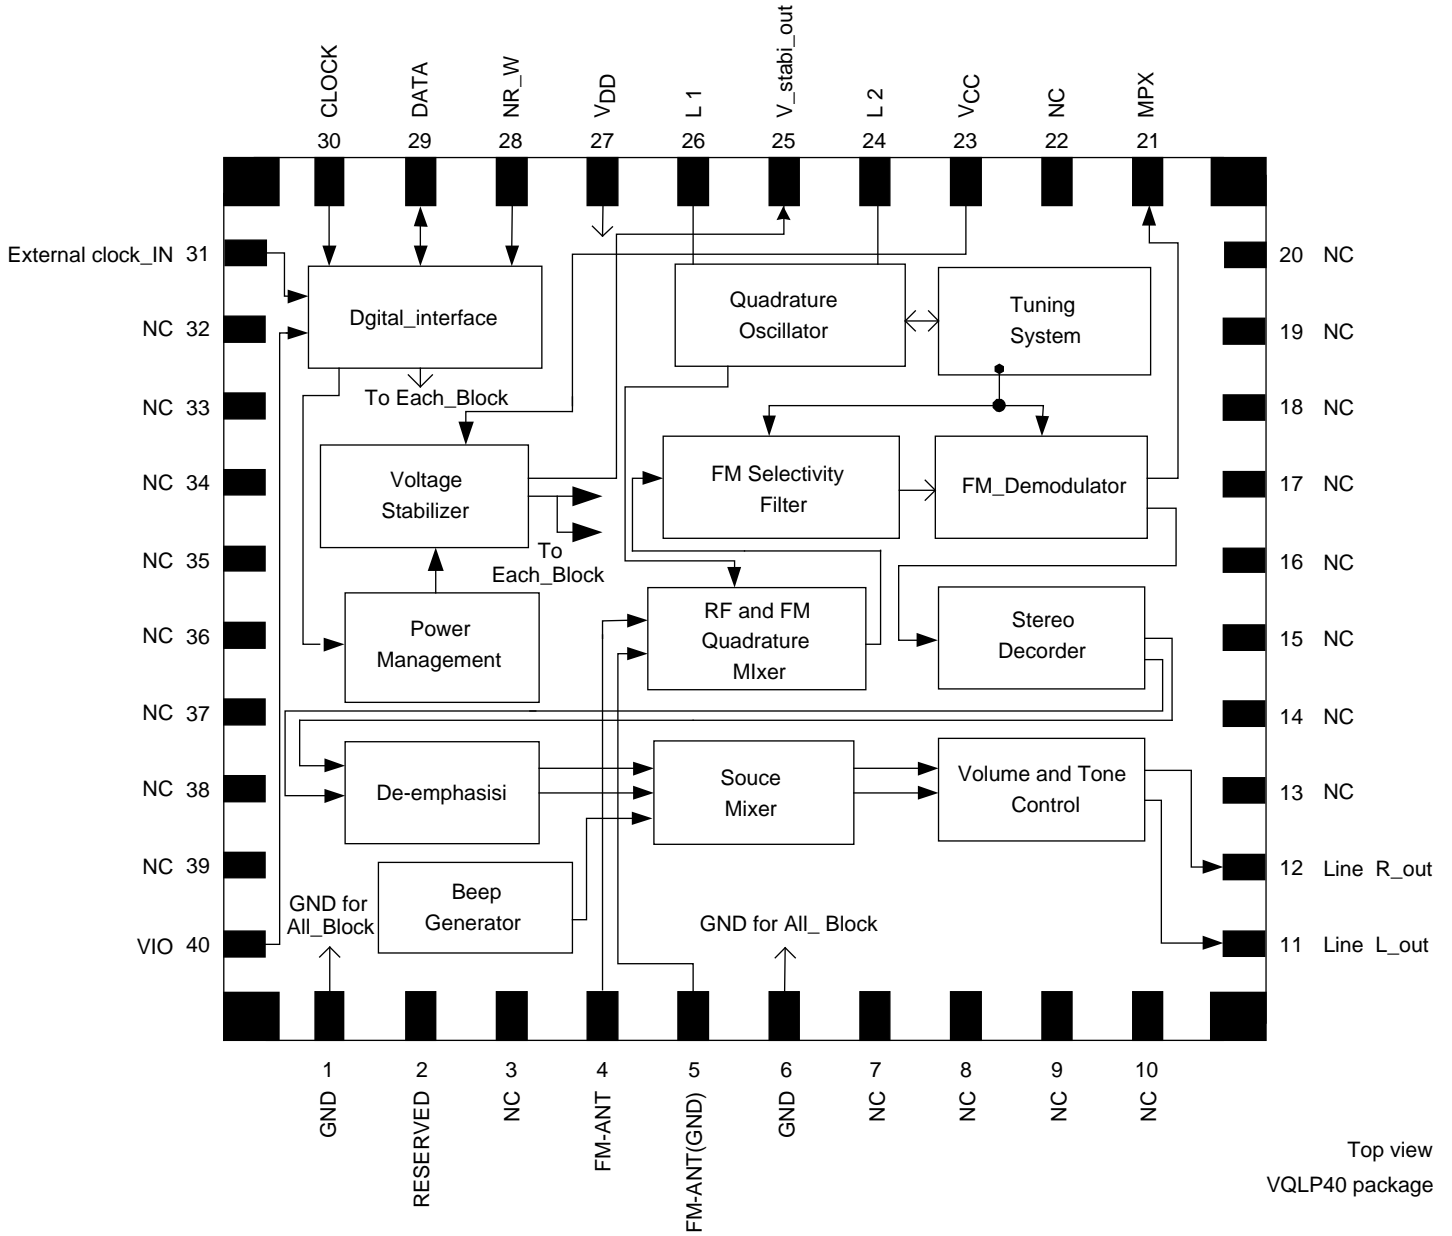 CLOCK
DATA
NR_W
VDD
L 1
V_stabi_out
L 2
VCC
NC
MPX
30
29
28
27
26
25
24
23
22
21
External clock_IN 31
NC 32
NC 33
NC 34
NC 35
NC 36
NC 37
NC 38
NC 39
VIO 40
Dgital_interface
To Each_Block
Quadrature
Oscillator
Tuning
System
Voltage
Stabilizer
To
Each_Block
FM Selectivity
Filter
FM_Demodulator
Power
Management
RF and FM
Quadrature
MIxer
Stereo
Decorder
De-emphasisi
Souce
Mixer
Volume and Tone
Control
Beep
Generator
GND for
All_Block
GND for All_ Block
20 NC
19 NC
18 NC
17 NC
16 NC
15 NC
14 NC
13 NC
12 Line R_out
11 Line L_out
1
2
3
4
5
6
7
8
9
10
GND
RESERVED
NC
FM-ANT
FM-ANT(GND)
GND
NC
NC
NC
NC
Top view
VQLP40 package